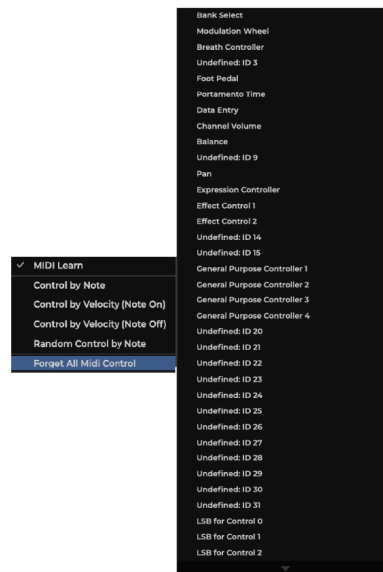 MIDI Learn
Control by Note
Control by Velocity (Note On)
Control by Velocity (Note Off)
Random Control by Note
Forget All Midi Control
Bank Select
Modulation Wheel
Breath Controller
Undefined: ID 3
Foot Pedal
Portamento Time
Data Entry
Channel Volume
Balance
Undefined: ID 9
Pan
Expression Controller
Effect Control 1
Effect Control 2
Undefined: ID 14
Undefined: ID 15
General Purpose Controller 1
General Purpose Controller 2
General Purpose Controller 3
General Purpose Controller 4
Undefined: ID 20
Undefined: ID 21
Undefined: ID 22
Undefined: ID 23
Undefined: ID 24
Undefined: ID 25
Undefined: ID 26
Undefined: ID 27
Undefined: ID 28
Undefined: ID 29
Undefined: ID 30
Undefined: ID 31
LSB for Control 0
LSB for Control 1
LSB for Control 2